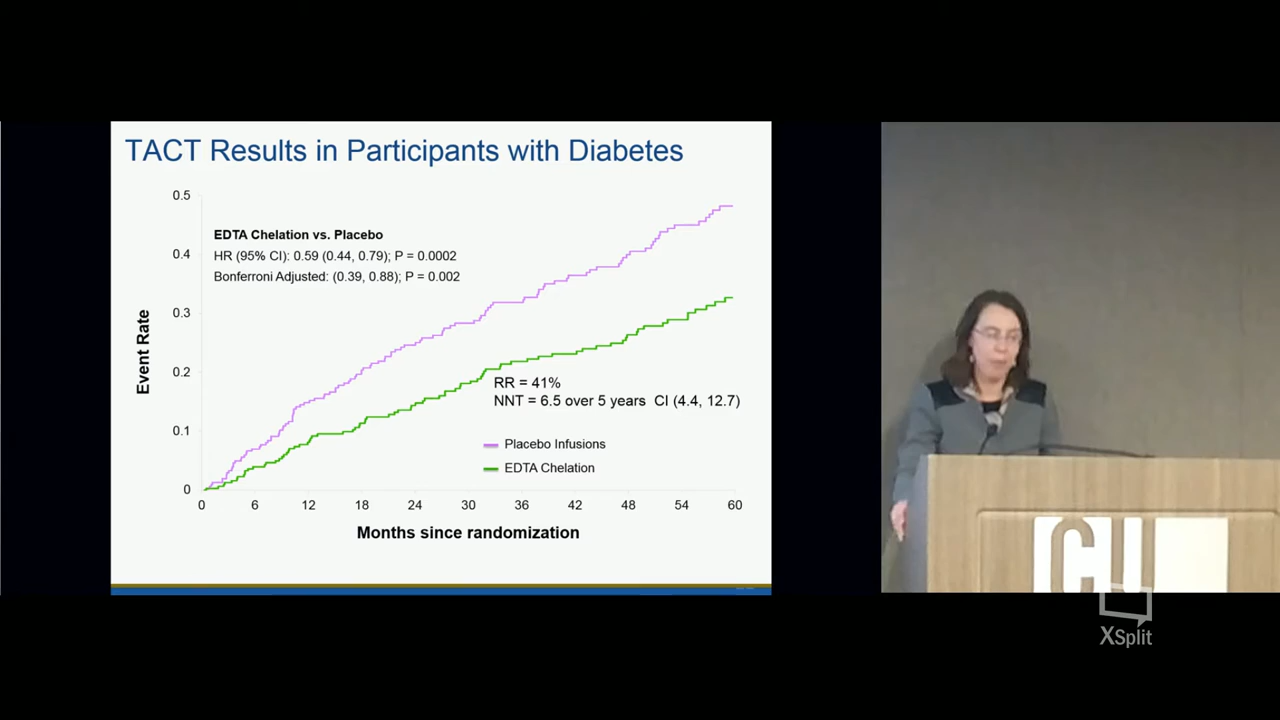 TACT Results in Participants with Diabetes
0.5
0.4
0.3
0.2
0.1
0
Event Rate
EDTA Chelation vs. Placebo
HR (95% CI): 0.59 (0.44, 0.79); P = 0.0002
Bonferroni Adjusted: (0.39, 0.88); P = 0.002
RR = 41%
NNT = 6.5 over 5 years CI (4.4, 12.7)
Placebo Infusions
EDTA Chelation
0 6 12 18 24 30 36 42 48 54 60
Months since randomization
CU
XSplit